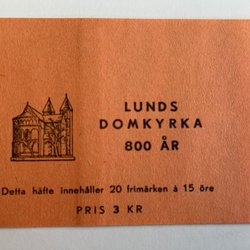 LUNDS
DOMKYRKA
800 ÅR
Detta häfte innehåller 20 frimärken à 15 öre
PRIS 3 KR